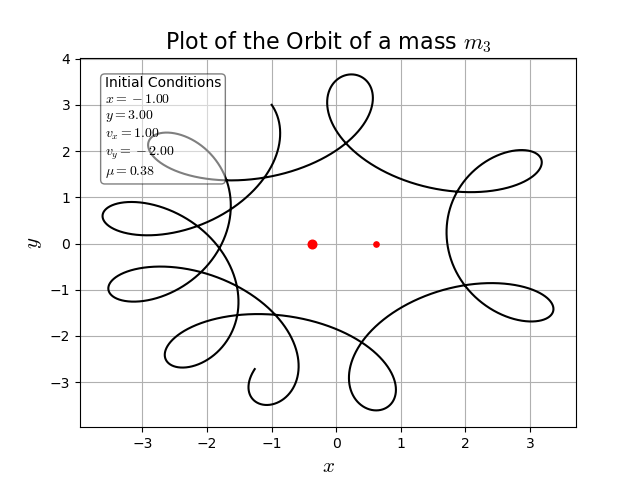 Plot of the Orbit of a mass m₃
Initial Conditions
x = −1.00
y = 3.00
vₓ = 1.00
v_y = −2.00
μ = 0.38
4
3
2
1
0
−1
−2
−3
y
−3 −2 −1 0 1 2 3
x